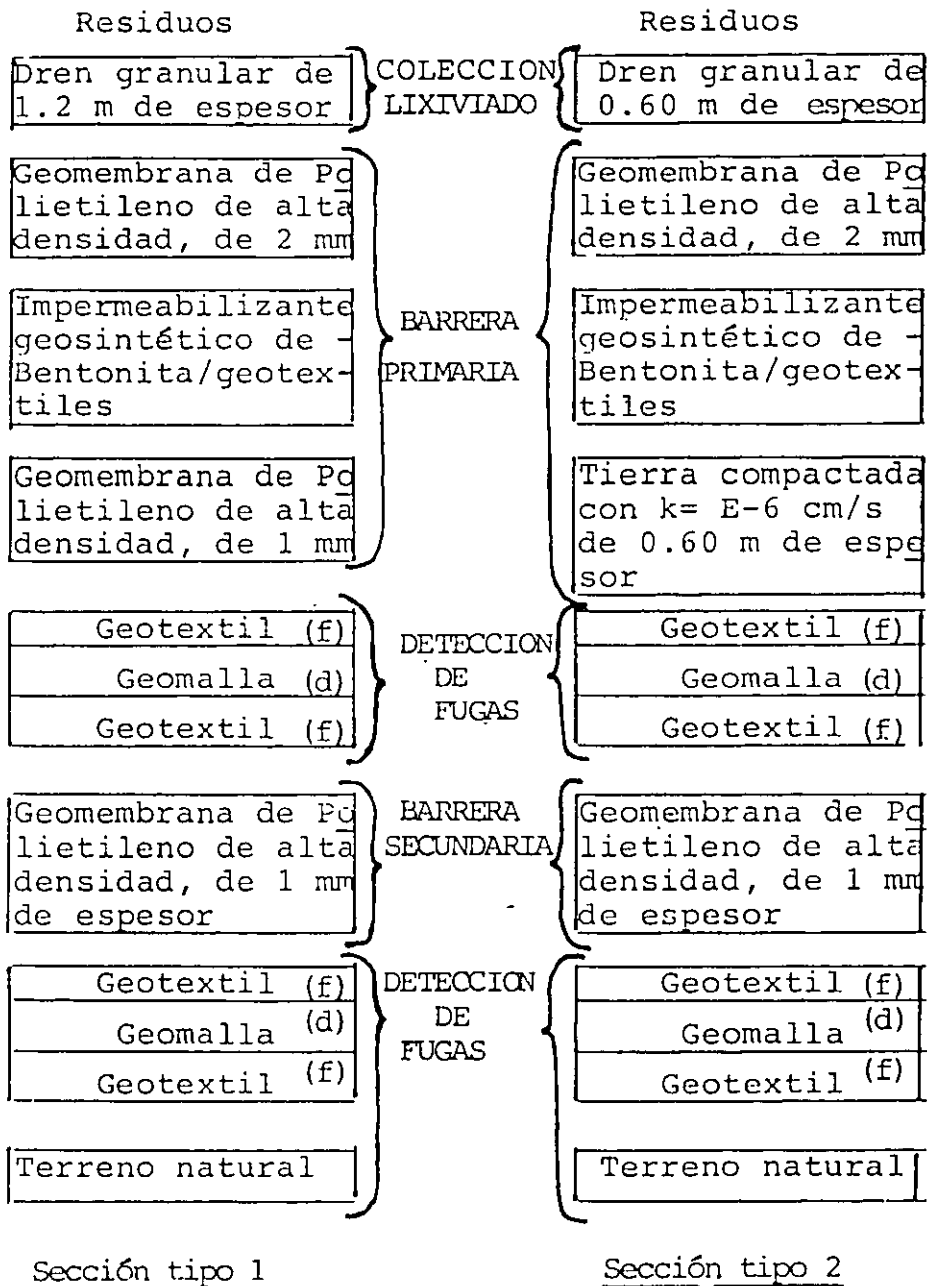 Residuos
Dren granular de
1.2 m de espesor
Geomembrana de Po
lietileno de alta
densidad, de 2 mm
Impermeabilizante
geosintético de -
Bentonita/geotex-
tiles
Geomembrana de Po
lietileno de alta
densidad, de 1 mm
Geotextil (f)
Geomalla (d)
Geotextil (f)
Geomembrana de Po
lietileno de alta
densidad, de 1 mm
de espesor
Geotextil (f)
Geomalla (d)
Geotextil (f)
Terreno natural
Sección tipo 1
COLECCION
LIXIVIADO
BARRERA
PRIMARIA
DETECCION
DE
FUGAS
BARRERA
SECUNDARIA
DETECCION
DE
FUGAS
Residuos
Dren granular de
0.60 m de espesor
Geomembrana de Po
lietileno de alta
densidad, de 2 mm
Impermeabilizante
geosintético de -
Bentonita/geotex-
tiles
Tierra compactada
con k= E-6 cm/s
de 0.60 m de espe
sor
Geotextil (f)
Geomalla (d)
Geotextil (f)
Geomembrana de Po
lietileno de alta
densidad, de 1 mm
de espesor
Geotextil (f)
Geomalla (d)
Geotextil (f)
Terreno natural
Sección tipo 2